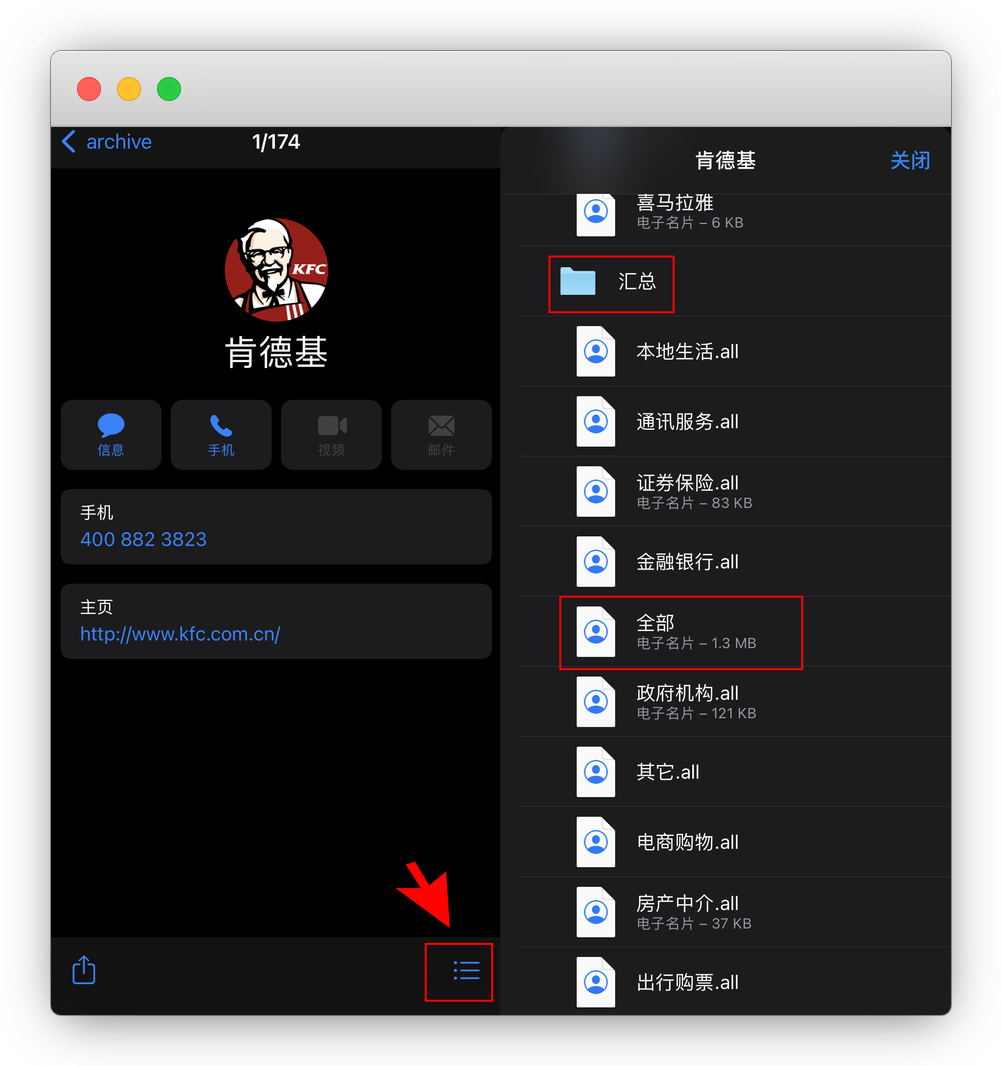 archive
1/174
KFC
肯德基
信息
手机
视频
邮件
手机
400 882 3823
主页
http://www.kfc.com.cn/
肯德基
关闭
喜马拉雅
电子名片 – 6 KB
汇总
本地生活.all
通讯服务.all
证券保险.all
电子名片 – 83 KB
金融银行.all
全部
电子名片 – 1.3 MB
政府机构.all
电子名片 – 121 KB
其它.all
电商购物.all
房产中介.all
电子名片 – 37 KB
出行购票.all